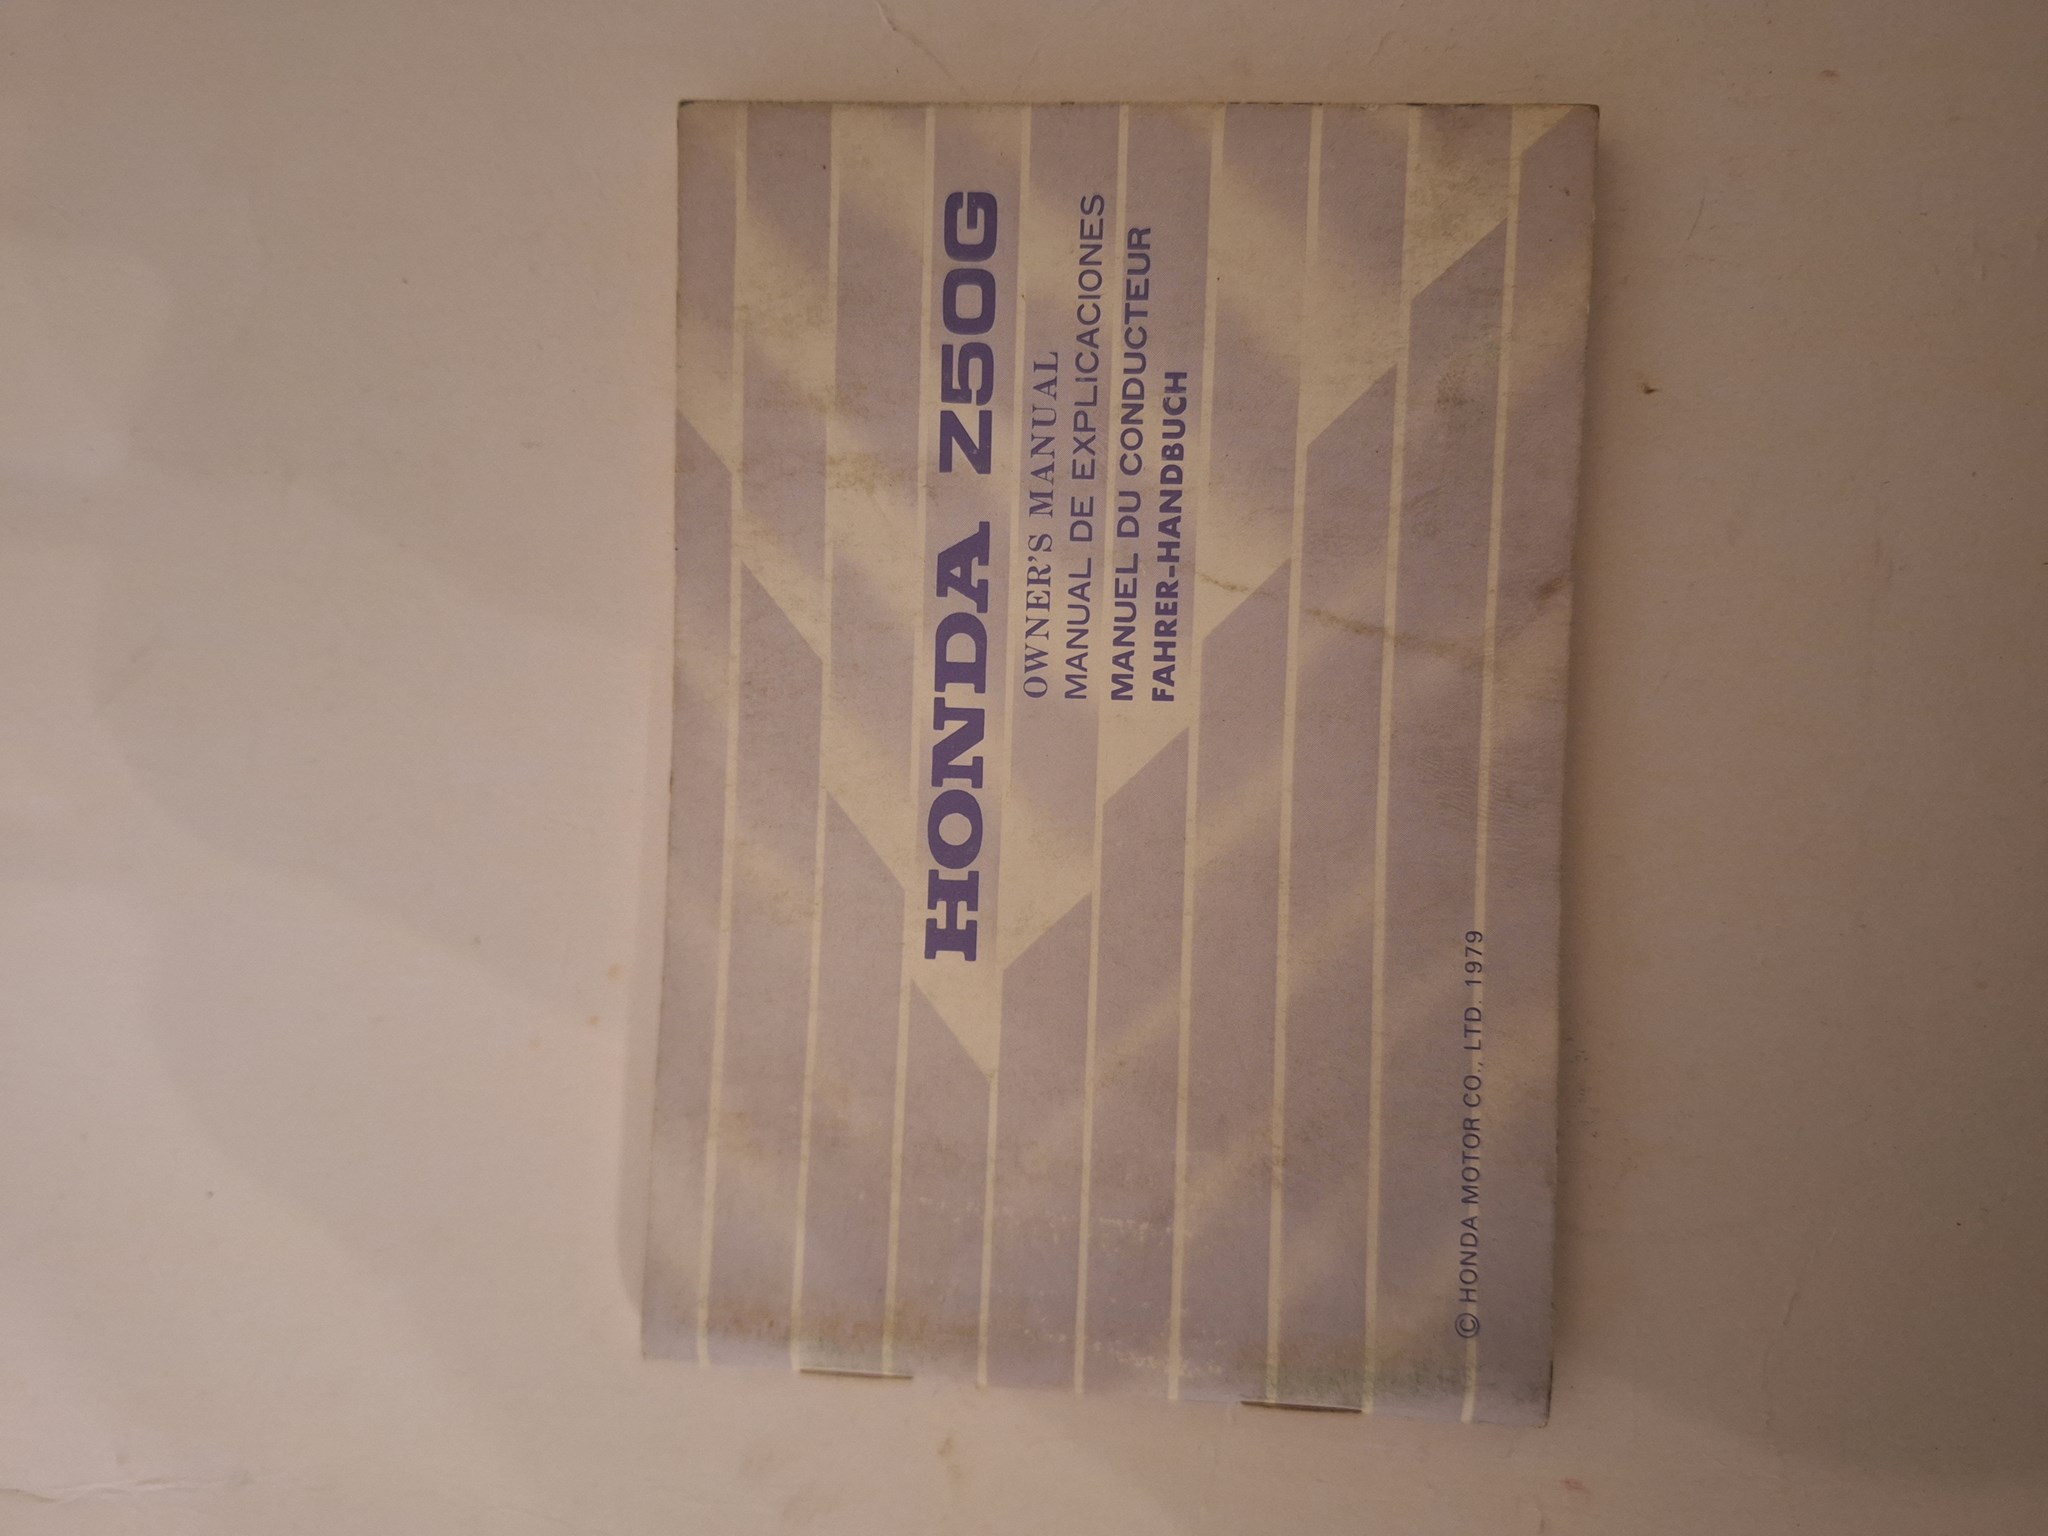 HONDA Z50G
OWNER'S MANUAL
MANUAL DE EXPLICACIONES
MANUEL DU CONDUCTEUR
FAHRER-HANDBUCH
© HONDA MOTOR CO., LTD. 1979